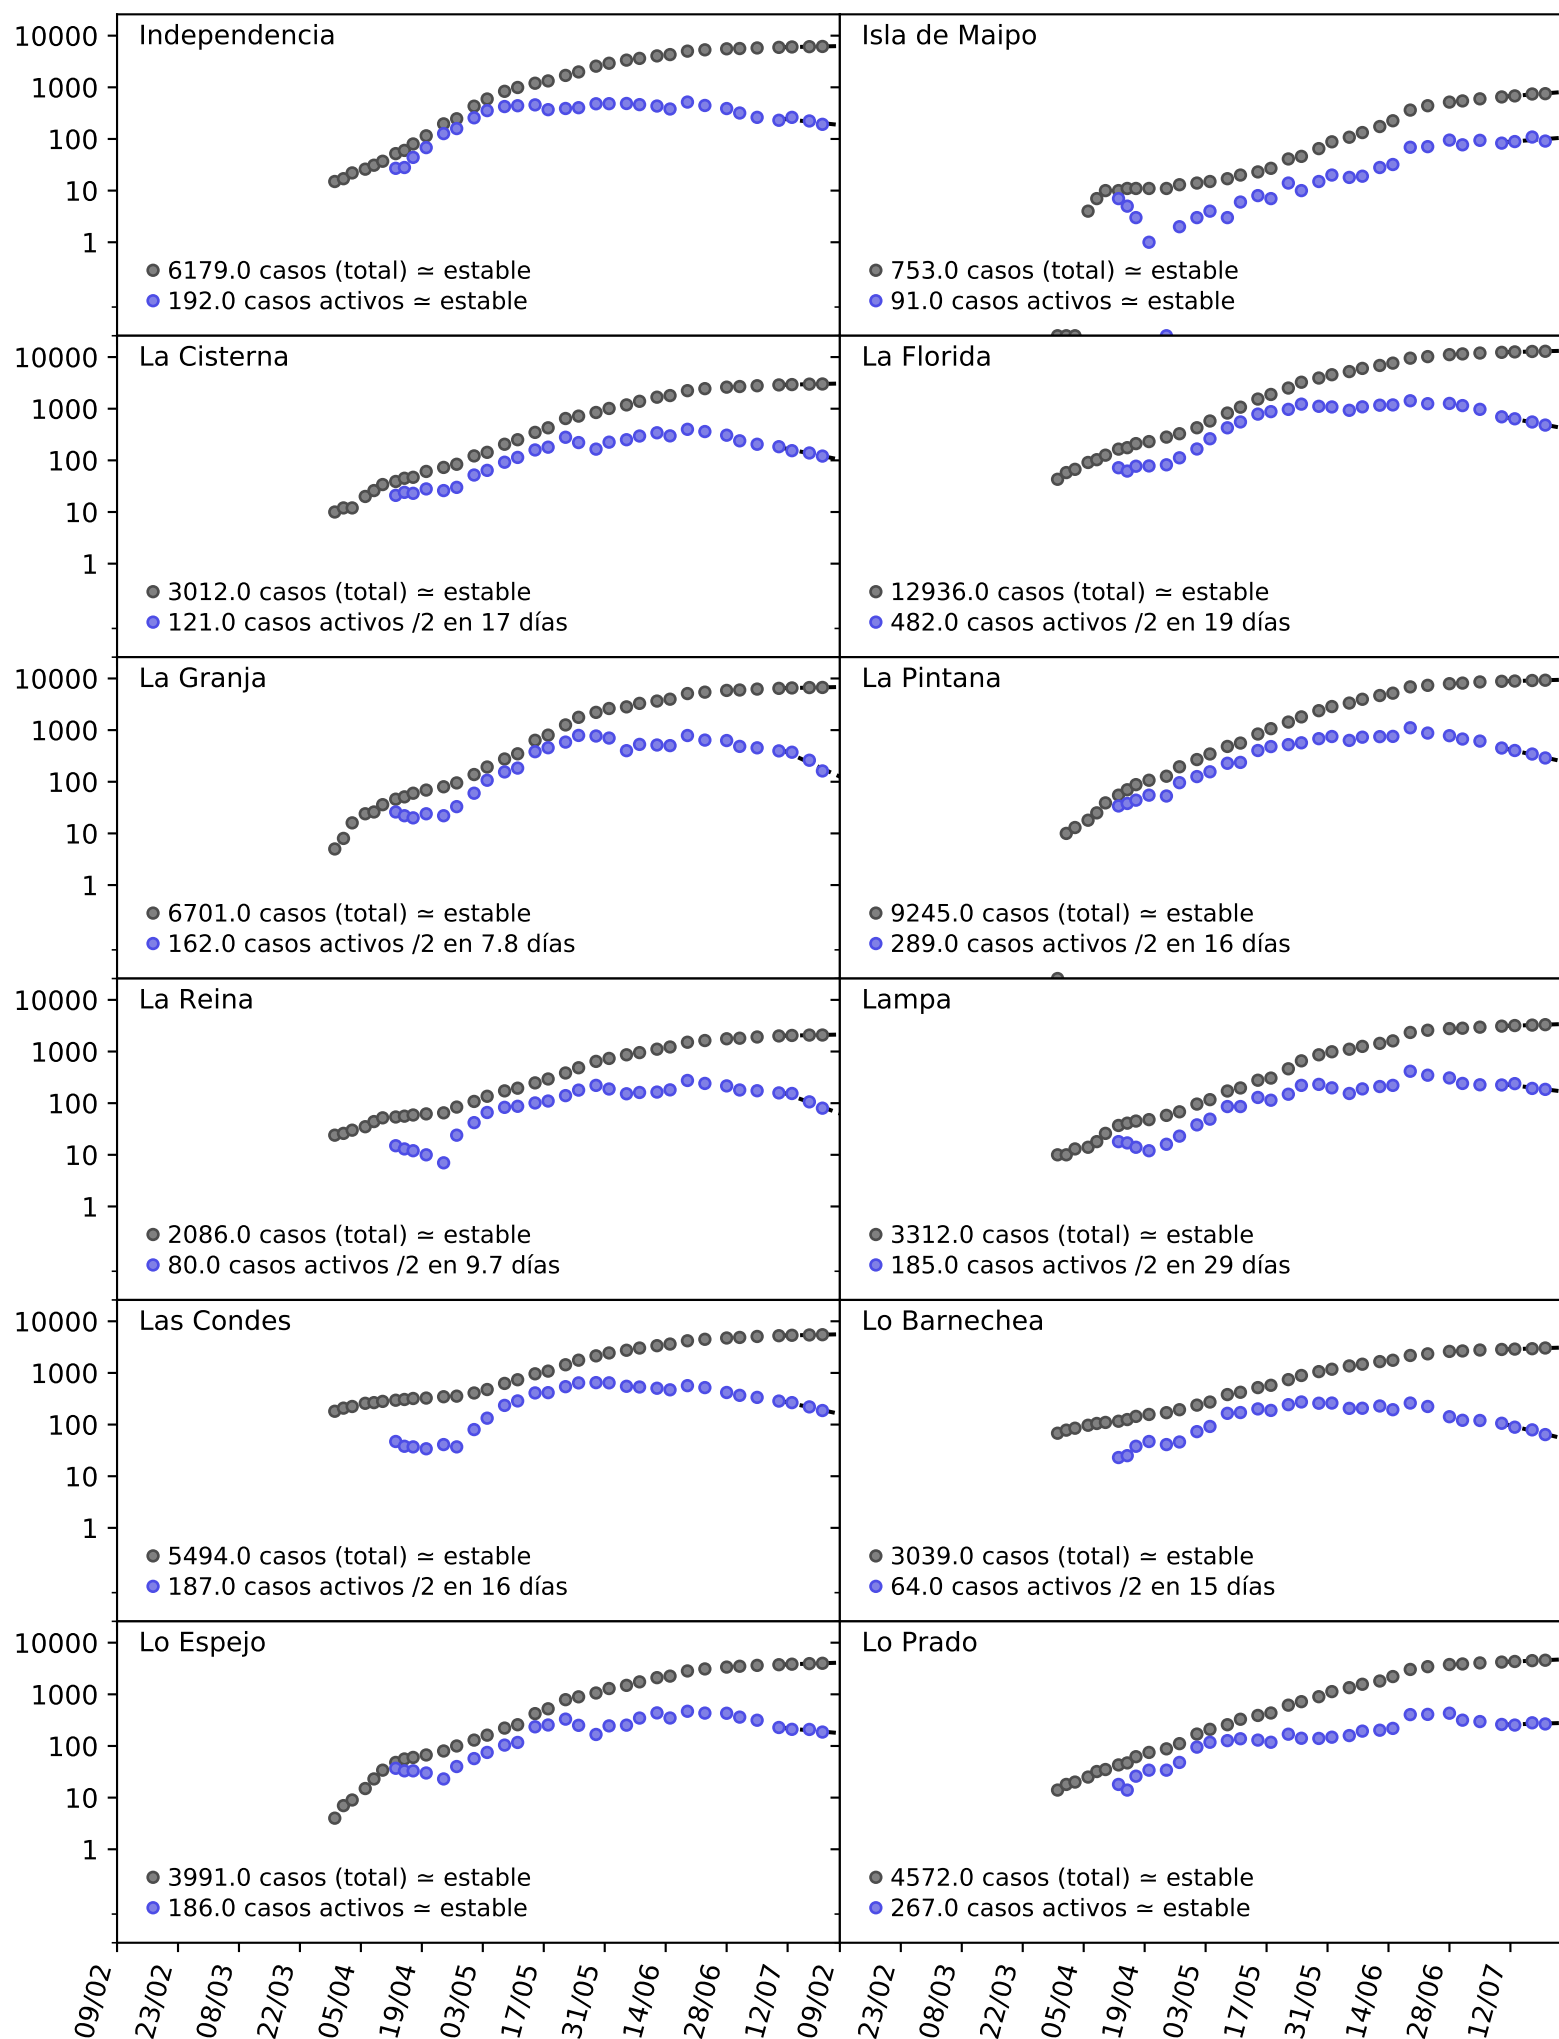 Independencia
10000
1000
100
10
1
6179.0 casos (total) ≃ estable
192.0 casos activos ≃ estable
Isla de Maipo
753.0 casos (total) ≃ estable
91.0 casos activos ≃ estable
La Cisterna
10000
1000
100
10
1
3012.0 casos (total) ≃ estable
121.0 casos activos /2 en 17 días
La Florida
12936.0 casos (total) ≃ estable
482.0 casos activos /2 en 19 días
La Granja
10000
1000
100
10
1
6701.0 casos (total) ≃ estable
162.0 casos activos /2 en 7.8 días
La Pintana
9245.0 casos (total) ≃ estable
289.0 casos activos /2 en 16 días
La Reina
10000
1000
100
10
1
2086.0 casos (total) ≃ estable
80.0 casos activos /2 en 9.7 días
Lampa
3312.0 casos (total) ≃ estable
185.0 casos activos /2 en 29 días
Las Condes
10000
1000
100
10
1
5494.0 casos (total) ≃ estable
187.0 casos activos /2 en 16 días
Lo Barnechea
3039.0 casos (total) ≃ estable
64.0 casos activos /2 en 15 días
Lo Espejo
10000
1000
100
10
1
3991.0 casos (total) ≃ estable
186.0 casos activos ≃ estable
Lo Prado
4572.0 casos (total) ≃ estable
267.0 casos activos ≃ estable
09/02
23/02
08/03
22/03
05/04
19/04
03/05
17/05
31/05
14/06
28/06
12/07
09/02
23/02
08/03
22/03
05/04
19/04
03/05
17/05
31/05
14/06
28/06
12/07